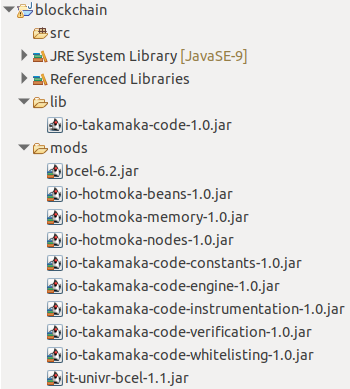 blockchain
src
JRE System Library [JavaSE-9]
Referenced Libraries
lib
io-takamaka-code-1.0.jar
mods
bcel-6.2.jar
io-hotmoka-beans-1.0.jar
io-hotmoka-memory-1.0.jar
io-hotmoka-nodes-1.0.jar
io-takamaka-code-constants-1.0.jar
io-takamaka-code-engine-1.0.jar
io-takamaka-code-instrumentation-1.0.jar
io-takamaka-code-verification-1.0.jar
io-takamaka-code-whitelisting-1.0.jar
it-univr-bcel-1.1.jar